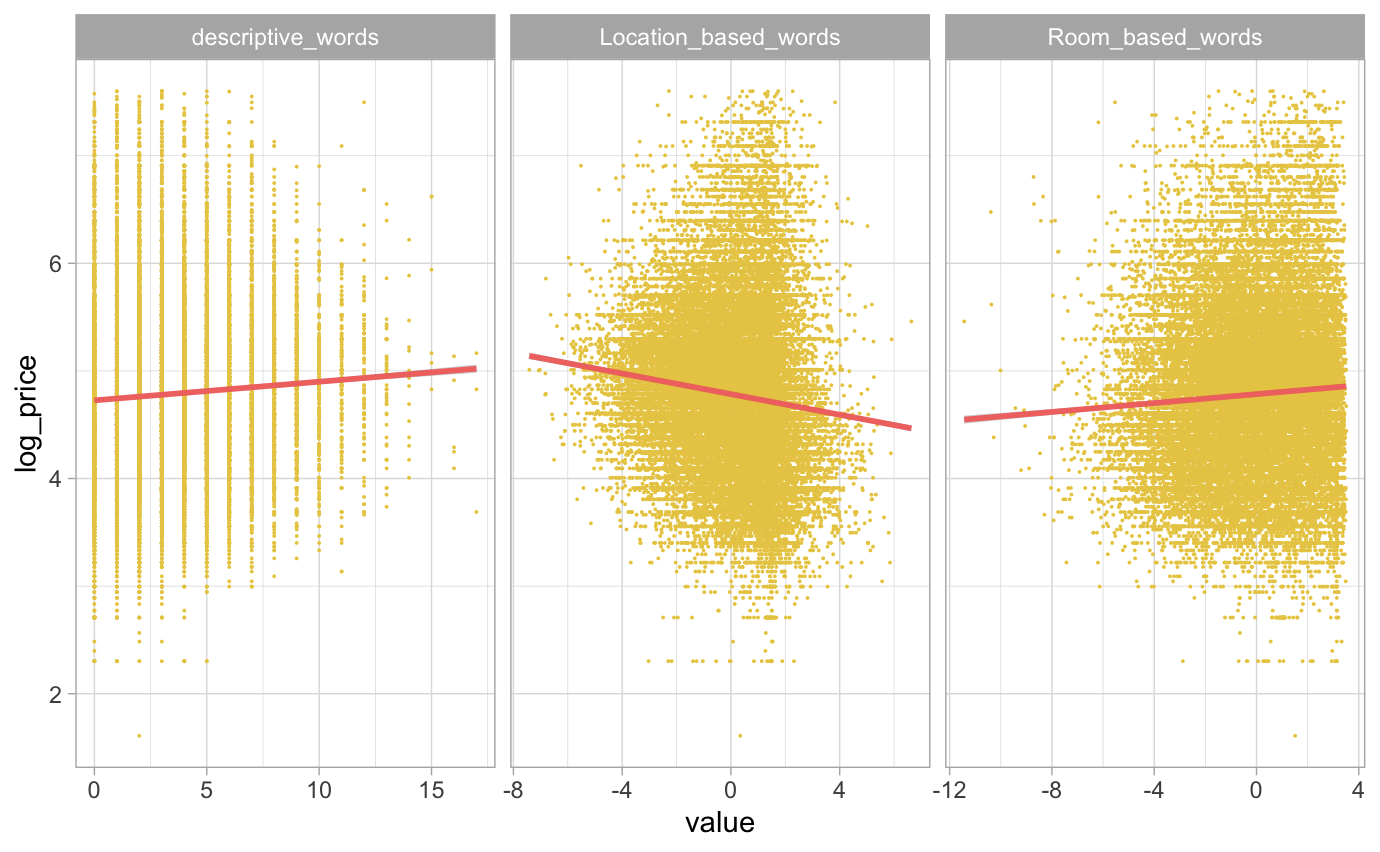 descriptive_words
Location_based_words
Room_based_words
log_price
6
4
2
0 5 10 15
-8 -4 0 4
-12 -8 -4 0 4
value